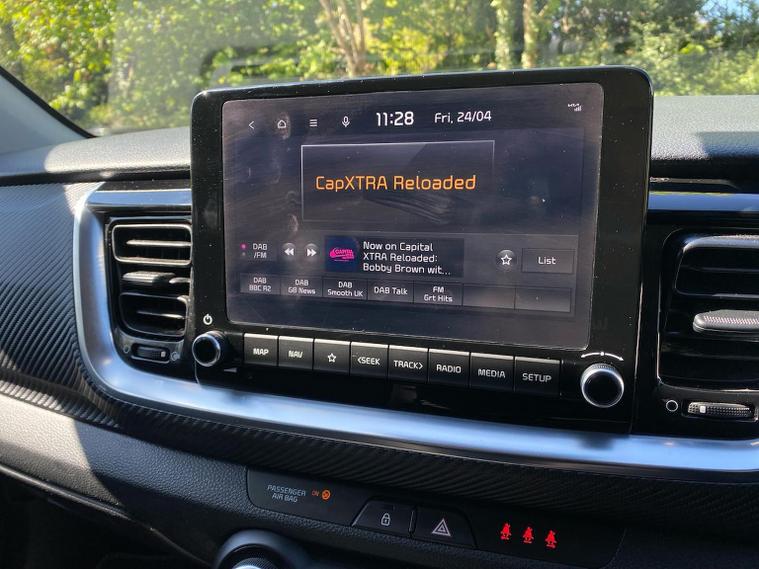 11:28 Fri, 24/04
CapXTRA Reloaded
DAB
/FM
CAPITAL
Now on Capital
XTRA Reloaded:
Bobby Brown wit...
List
DAB
BBC R2
DAB
GB News
DAB
Smooth UK
DAB Talk
FM
Grt Hits
MAP
NAV
<SEEK
TRACK>
RADIO
MEDIA
SETUP
PASSENGER
AIR BAG
ON